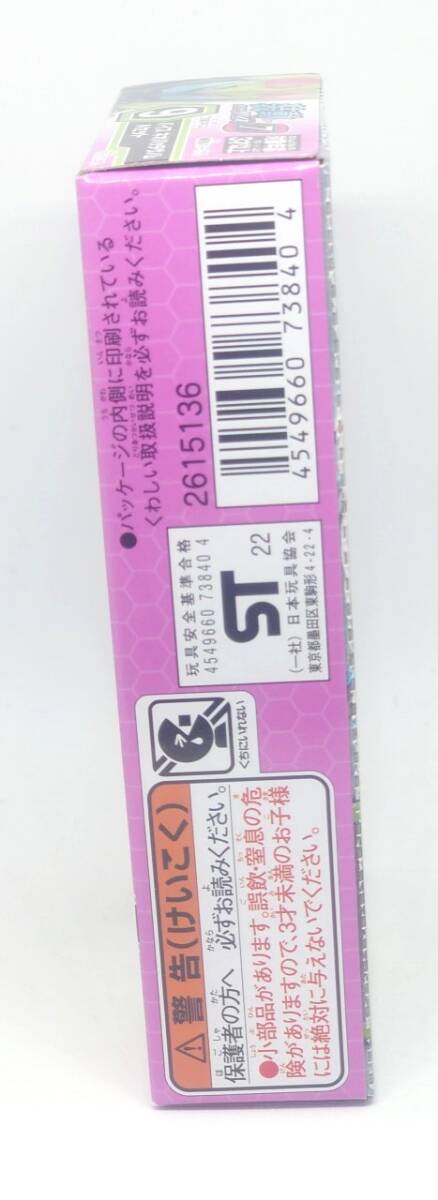 ⚠警告(けいこく)
保護者の方へ 必ずお読みください。
●小部品があります。誤飲・窒息の危
険がありますので、3才未満のお子様
には絶対に与えないでください。
くちにいれない
玩具安全基準合格
4549660 73840 4
ST 22
(一社)日本玩具協会
東京都墨田区東駒形4-22-4
●パッケージの内側に印刷されている
くわしい取扱説明を必ずお読みください。
2615136
4 549660 738404